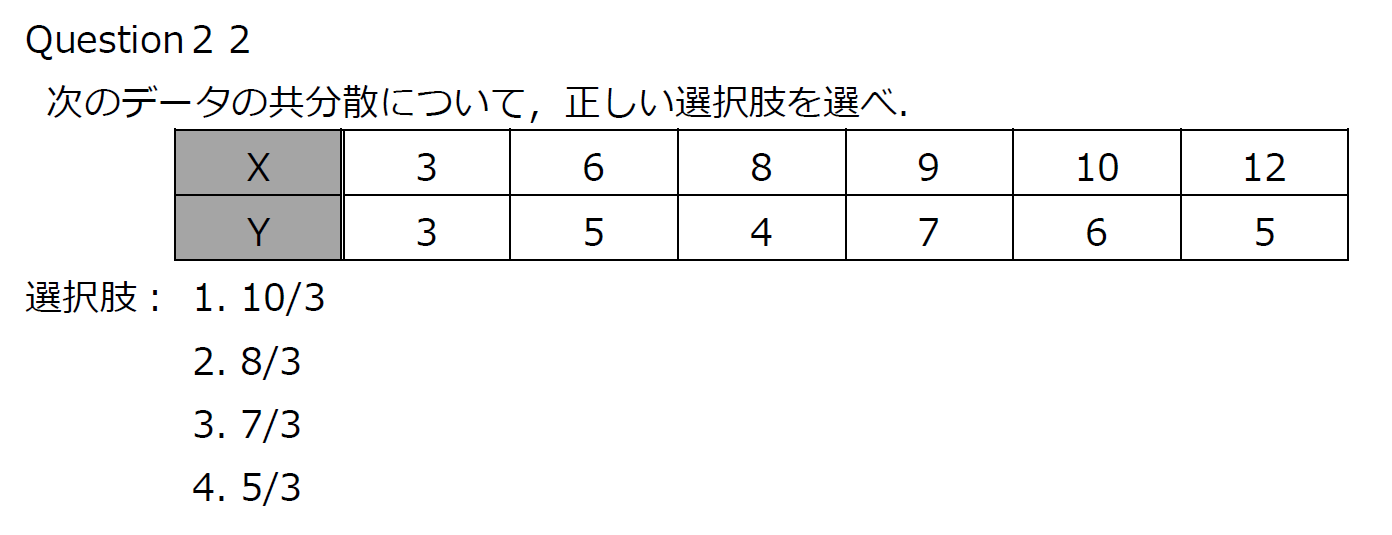 Question２２
次のデータの共分散について，正しい選択肢を選べ．
X 3 6 8 9 10 12
Y 3 5 4 7 6 5
選択肢： 1. 10/3
2. 8/3
3. 7/3
4. 5/3